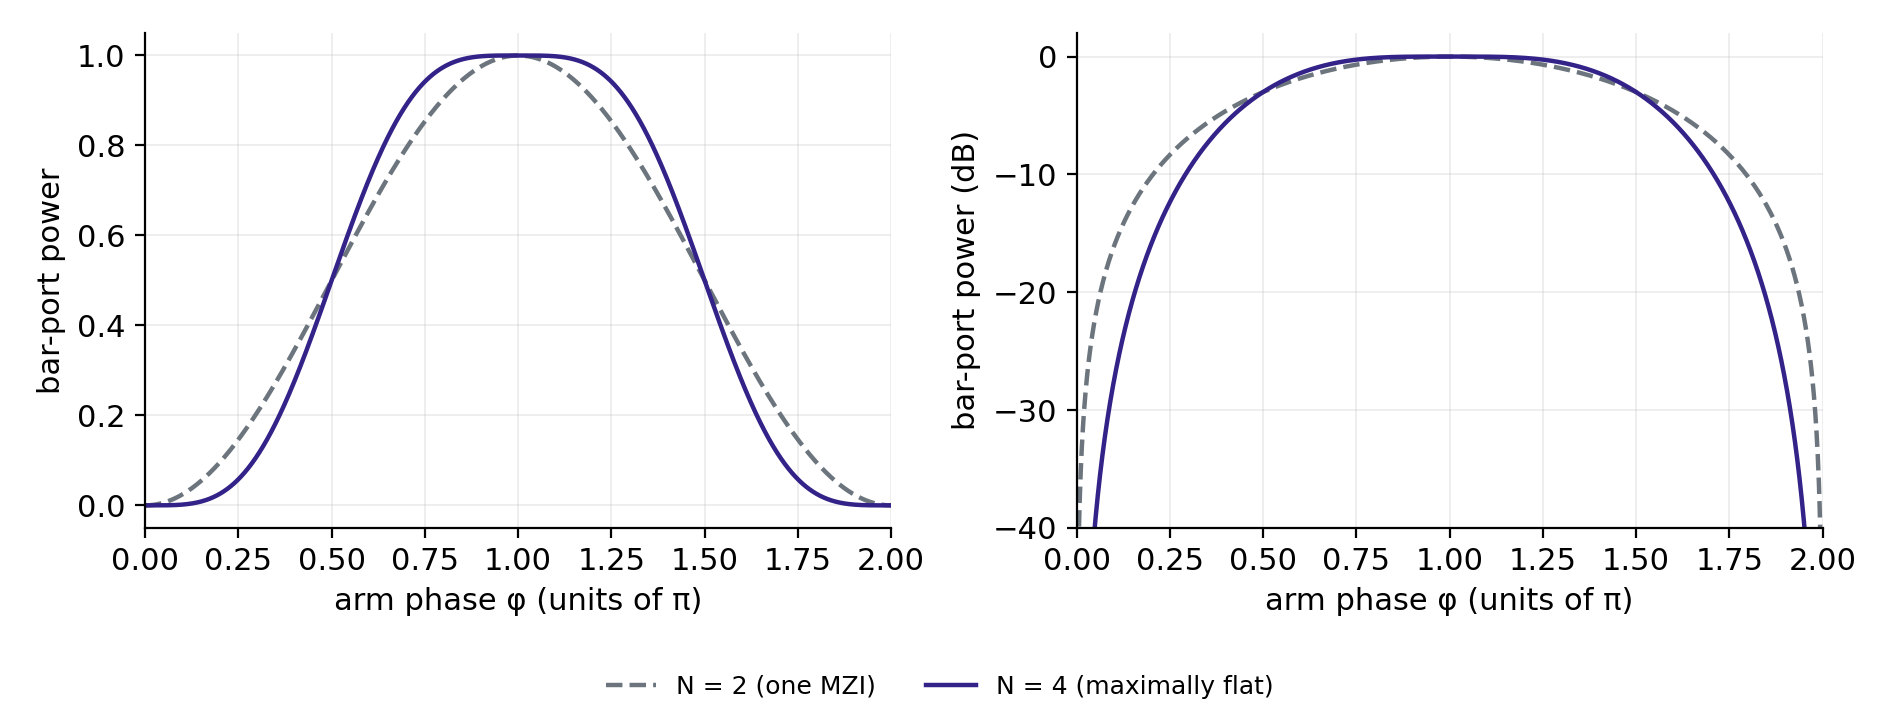 bar-port power
1.0
0.8
0.6
0.4
0.2
0.0
0.00 0.25 0.50 0.75 1.00 1.25 1.50 1.75 2.00
arm phase φ (units of π)
bar-port power (dB)
0
−10
−20
−30
−40
0.00 0.25 0.50 0.75 1.00 1.25 1.50 1.75 2.00
arm phase φ (units of π)
N = 2 (one MZI)
N = 4 (maximally flat)